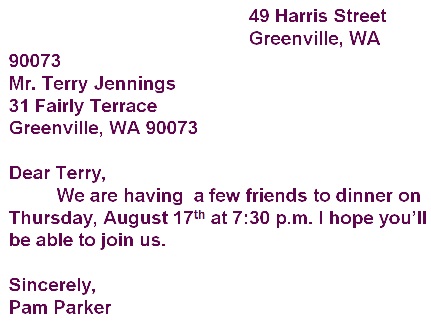 49 Harris Street
Greenville, WA
90073
Mr. Terry Jennings
31 Fairly Terrace
Greenville, WA 90073
Dear Terry,
We are having  a few friends to dinner on
Thursday, August 17th at 7:30 p.m. I hope you’ll
be able to join us.
Sincerely,
Pam Parker